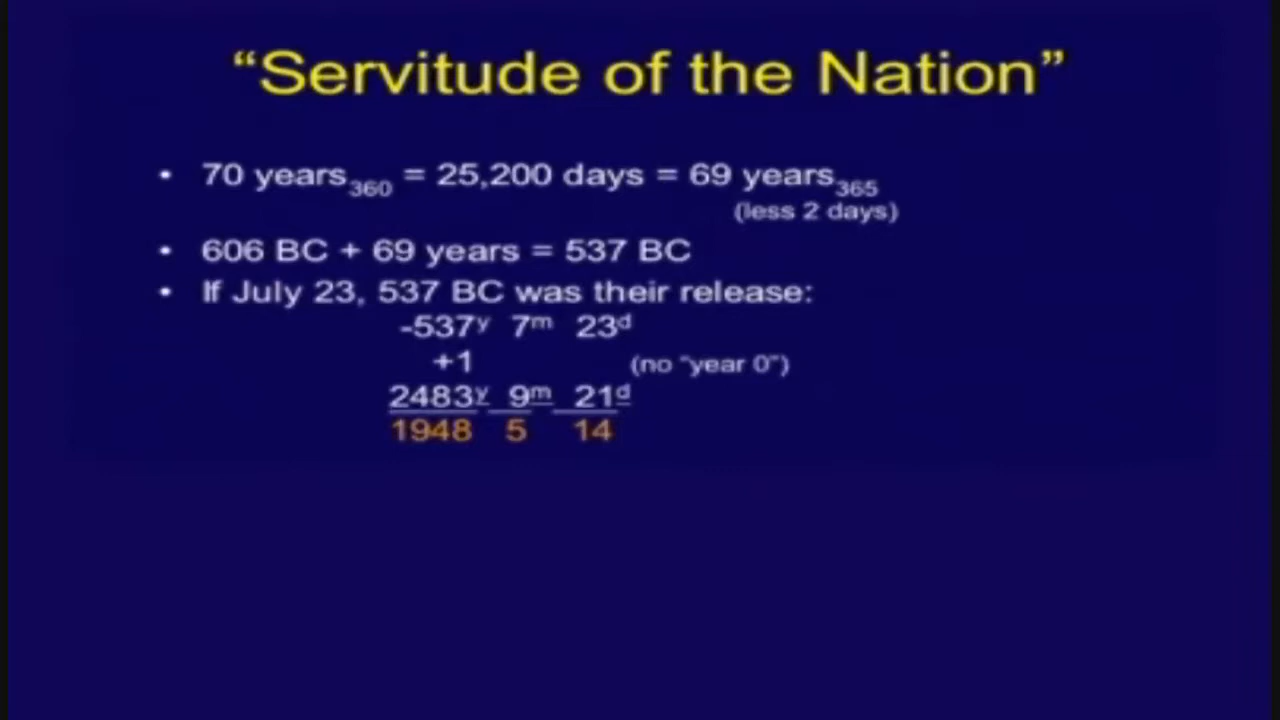 “Servitude of the Nation”
• 70 years360 = 25,200 days = 69 years365
(less 2 days)
• 606 BC + 69 years = 537 BC
• If July 23, 537 BC was their release:
-537y 7m 23d
+1 (no “year 0”)
2483y 9m 21d
1948 5 14